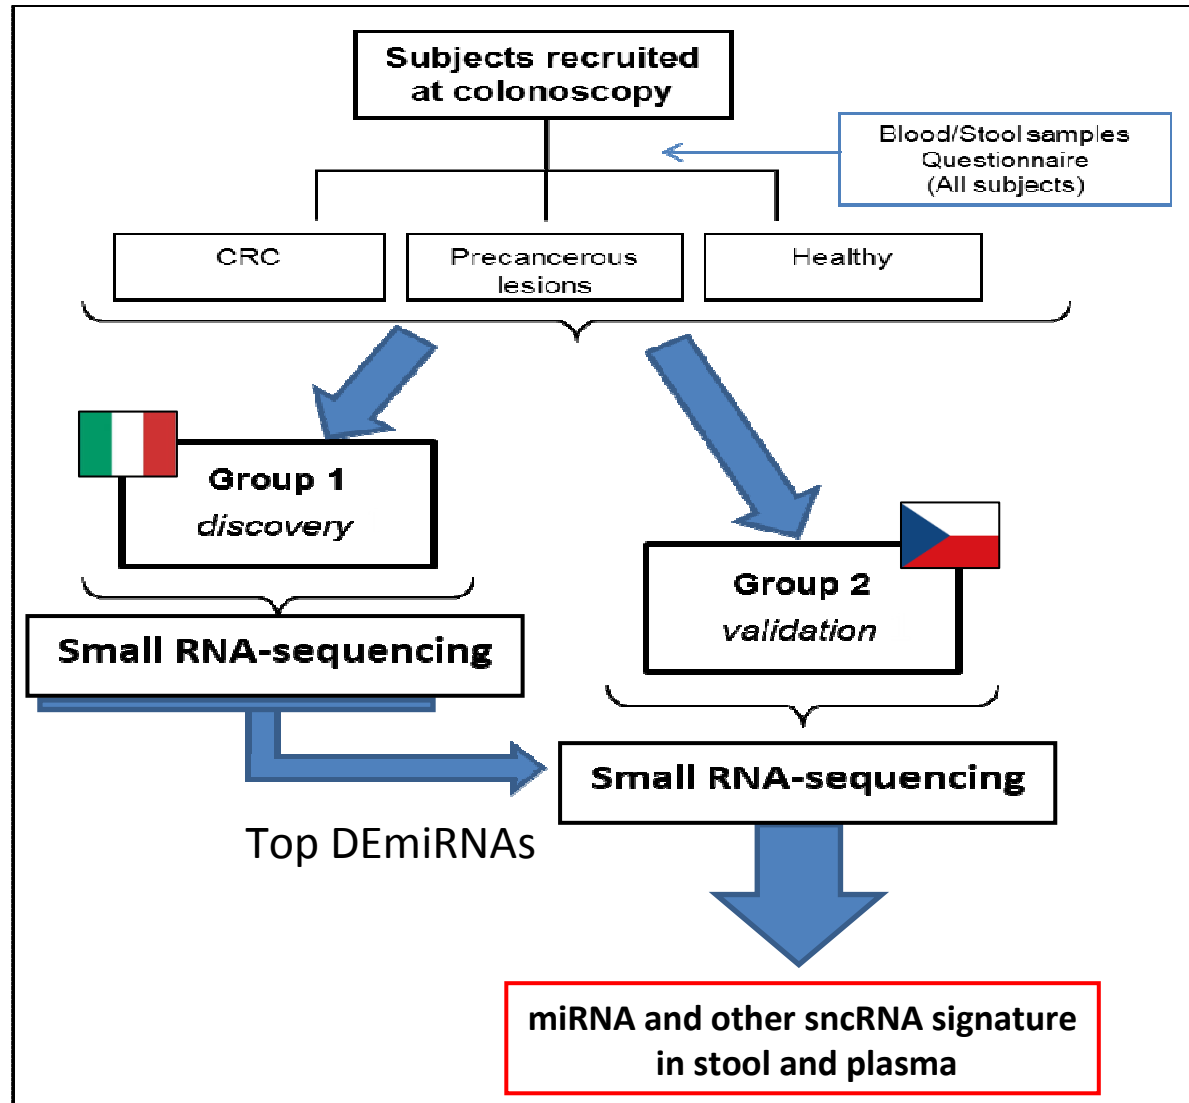 Subjects recruited
at colonoscopy
Blood/Stool samples
Questionnaire
(All subjects)
CRC
Precancerous
lesions
Healthy
Group 1
discovery
Group 2
validation
Small RNA-sequencing
Small RNA-sequencing
Top DEmiRNAs
miRNA and other sncRNA signature
in stool and plasma